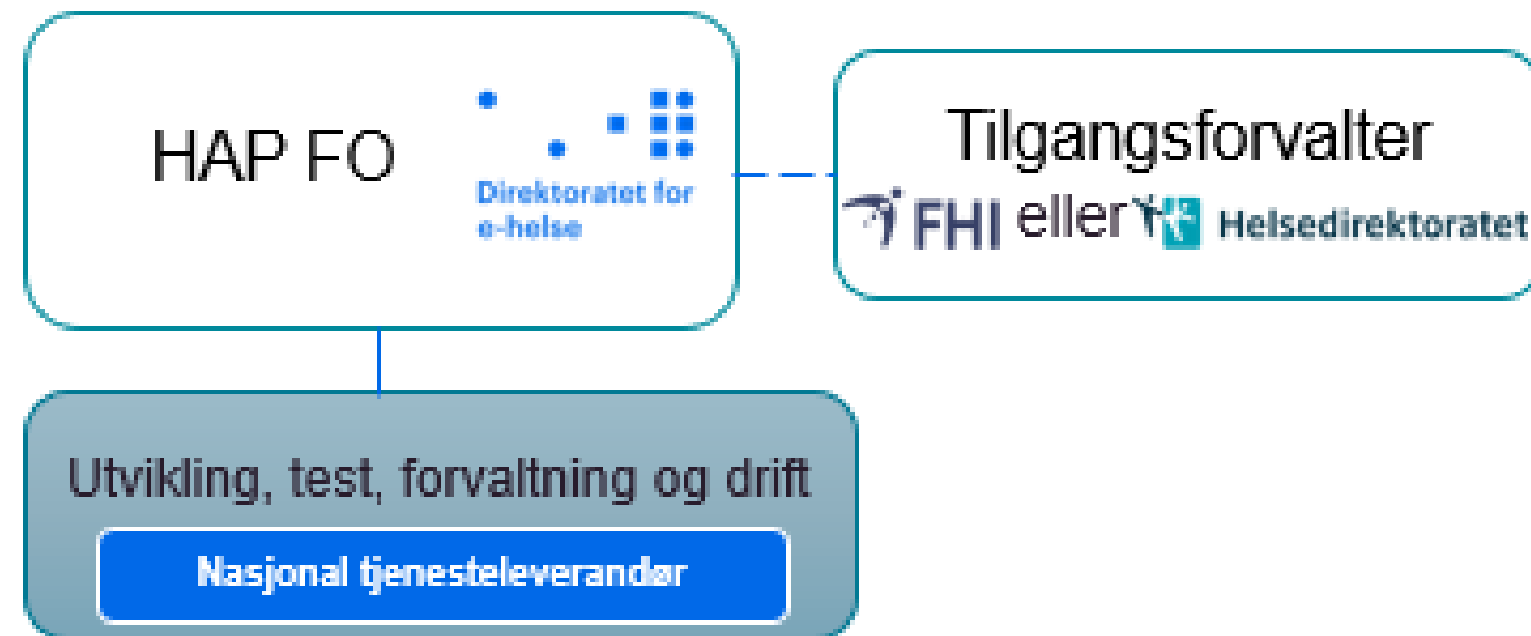 HAP FO
Direktoratet for
e-helse
Tilgangsforvalter
FHI eller Helsedirektoratet
Utvikling, test, forvaltning og drift
Nasjonal tjenesteleverandør